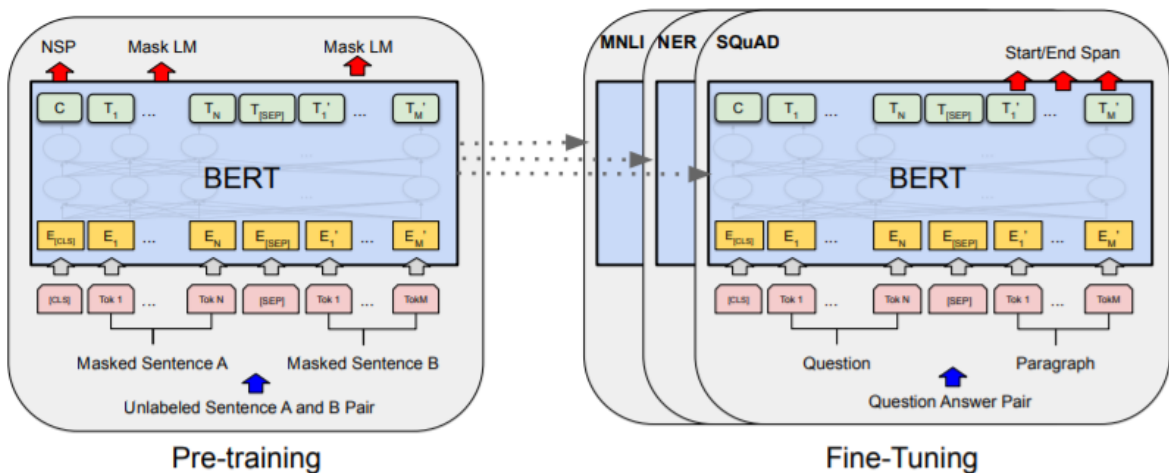 NSP Mask LM Mask LM
C T1 ... TN T[SEP] T1' ... TM'
BERT
E[CLS] E1 ... EN E[SEP] E1' ... EM'
[CLS] Tok 1 ... Tok N [SEP] Tok 1 ... TokM
Masked Sentence A Masked Sentence B
Unlabeled Sentence A and B Pair
Pre-training
MNLI NER SQuAD
Start/End Span
C T1 ... TN T[SEP] T1' ... TM'
BERT
E[CLS] E1 ... EN E[SEP] E1' ... EM'
[CLS] Tok 1 ... Tok N [SEP] Tok 1 ... TokM
Question Paragraph
Question Answer Pair
Fine-Tuning